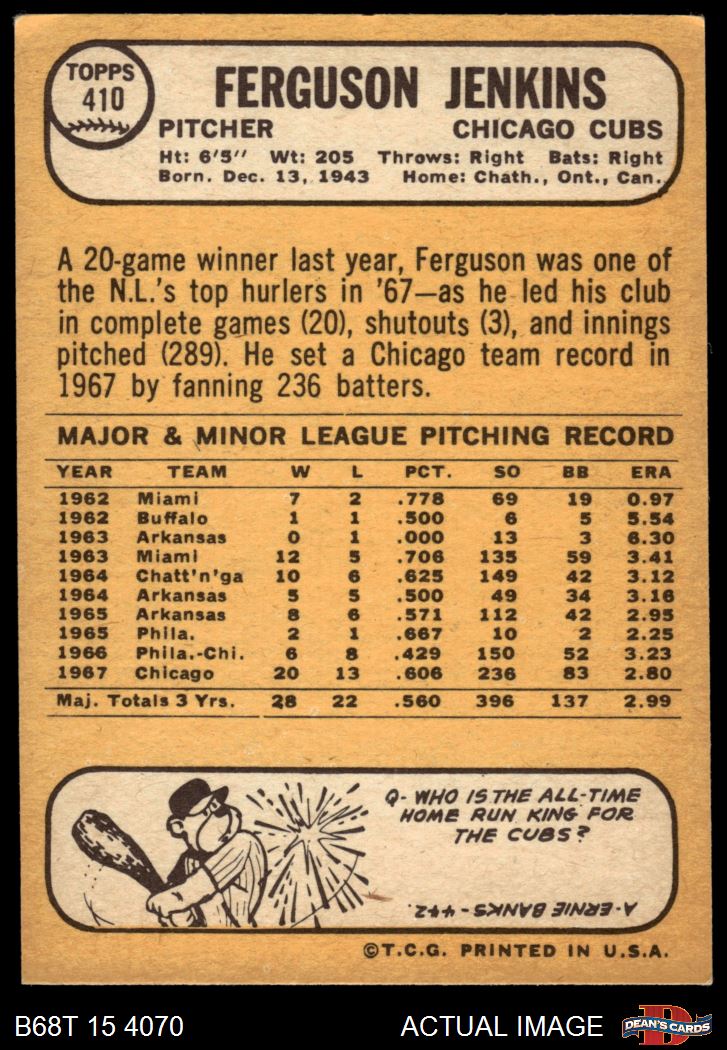 TOPPS
410
FERGUSON JENKINS
PITCHER CHICAGO CUBS
Ht: 6'5" Wt: 205 Throws: Right Bats: Right
Born. Dec. 13, 1943 Home: Chath., Ont., Can.
A 20-game winner last year, Ferguson was one of
the N.L.'s top hurlers in '67—as he led his club
in complete games (20), shutouts (3), and innings
pitched (289). He set a Chicago team record in
1967 by fanning 236 batters.
MAJOR & MINOR LEAGUE PITCHING RECORD
YEAR TEAM W L PCT. SO BB ERA
1962 Miami 7 2 .778 69 19 0.97
1962 Buffalo 1 1 .500 6 5 5.54
1963 Arkansas 0 1 .000 13 3 6.30
1963 Miami 12 5 .706 135 59 3.41
1964 Chatt'n'ga 10 6 .625 149 42 3.12
1964 Arkansas 5 5 .500 49 34 3.16
1965 Arkansas 8 6 .571 112 42 2.95
1965 Phila. 2 1 .667 10 2 2.25
1966 Phila.-Chi. 6 8 .429 150 52 3.23
1967 Chicago 20 13 .606 236 83 2.80
Maj. Totals 3 Yrs. 28 22 .560 396 137 2.99
Q- WHO IS THE ALL-TIME
HOME RUN KING FOR
THE CUBS?
A-ERNIE BANKS-442.
©T.C.G. PRINTED IN U.S.A.
B68T 15 4070 ACTUAL IMAGE
D
DEAN'S CARDS